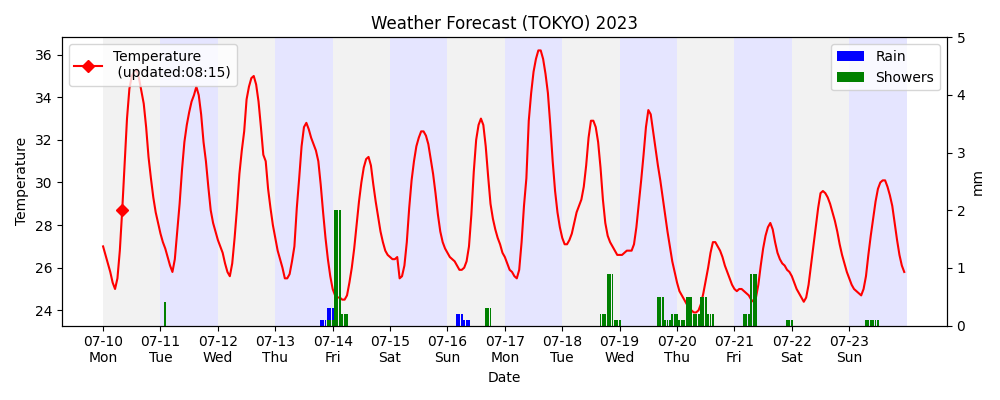 Weather Forecast (TOKYO) 2023
Temperature
(updated:08:15)
Rain
Showers
Temperature
36
34
32
30
28
26
24
5
4
3
2
1
0
mm
07-10 07-11 07-12 07-13 07-14 07-15 07-16 07-17 07-18 07-19 07-20 07-21 07-22 07-23
Mon Tue Wed Thu Fri Sat Sun Mon Tue Wed Thu Fri Sat Sun
Date